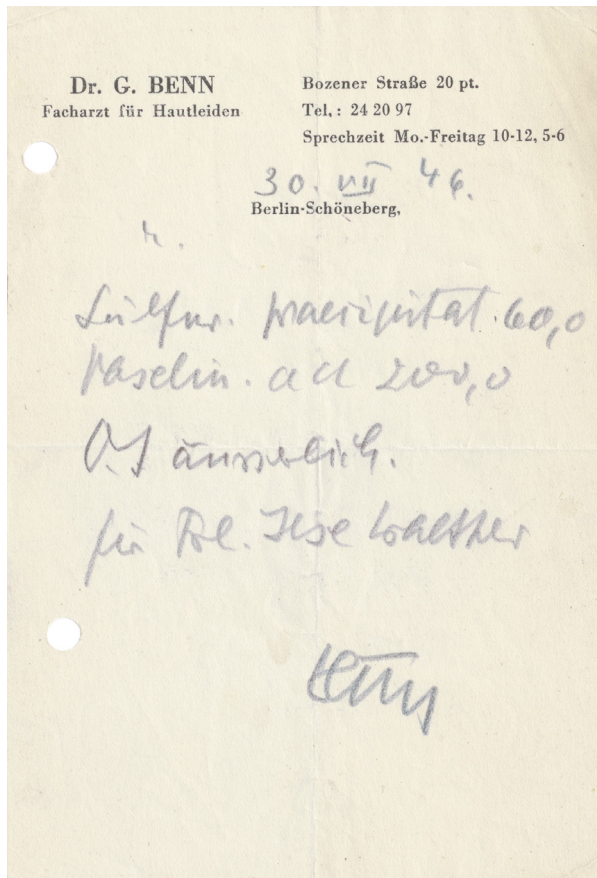 Dr. G. BENN
Facharzt für Hautleiden
Bozener Straße 20 pt.
Tel.: 24 20 97
Sprechzeit Mo.-Freitag 10-12, 5-6
30. VII 46.
Berlin-Schöneberg,
Sulfur. praecipitat. 60,0
Vaselin. ad 200,0
äusserlich.
für Frl. Ilse Walther
Benn